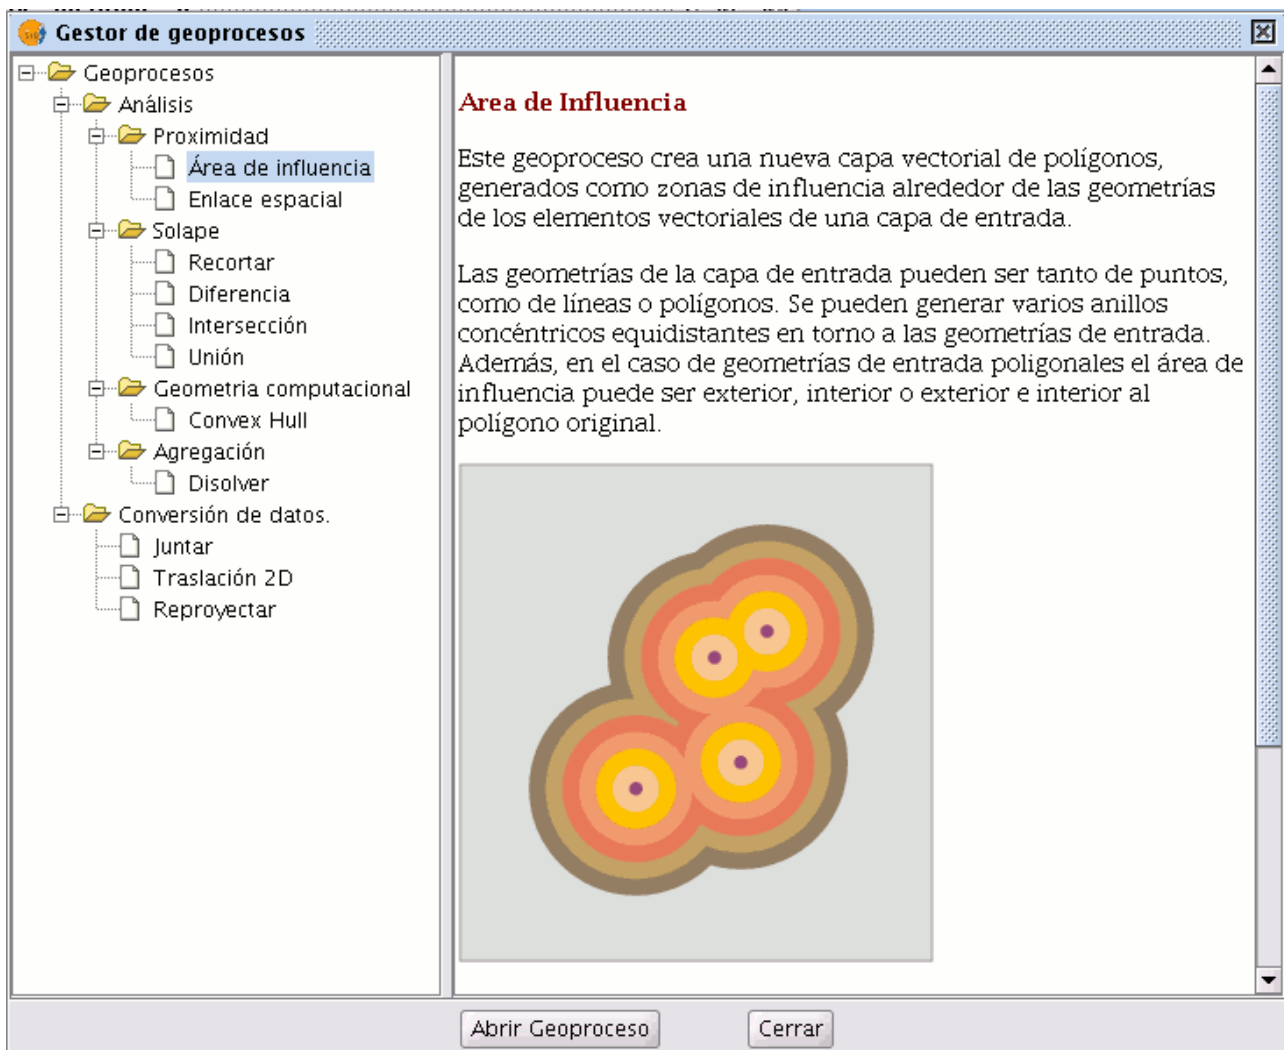 Gestor de geoprocesos
Geoprocesos
Análisis
Proximidad
Área de influencia
Enlace espacial
Solape
Recortar
Diferencia
Intersección
Unión
Geometria computacional
Convex Hull
Agregación
Disolver
Conversión de datos.
Juntar
Traslación 2D
Reproyectar
Area de Influencia
Este geoproceso crea una nueva capa vectorial de polígonos,
generados como zonas de influencia alrededor de las geometrías
de los elementos vectoriales de una capa de entrada.
Las geometrías de la capa de entrada pueden ser tanto de puntos,
como de líneas o polígonos. Se pueden generar varios anillos
concéntricos equidistantes en torno a las geometrías de entrada.
Además, en el caso de geometrías de entrada poligonales el área de
influencia puede ser exterior, interior o exterior e interior al
polígono original.
Abrir Geoproceso
Cerrar